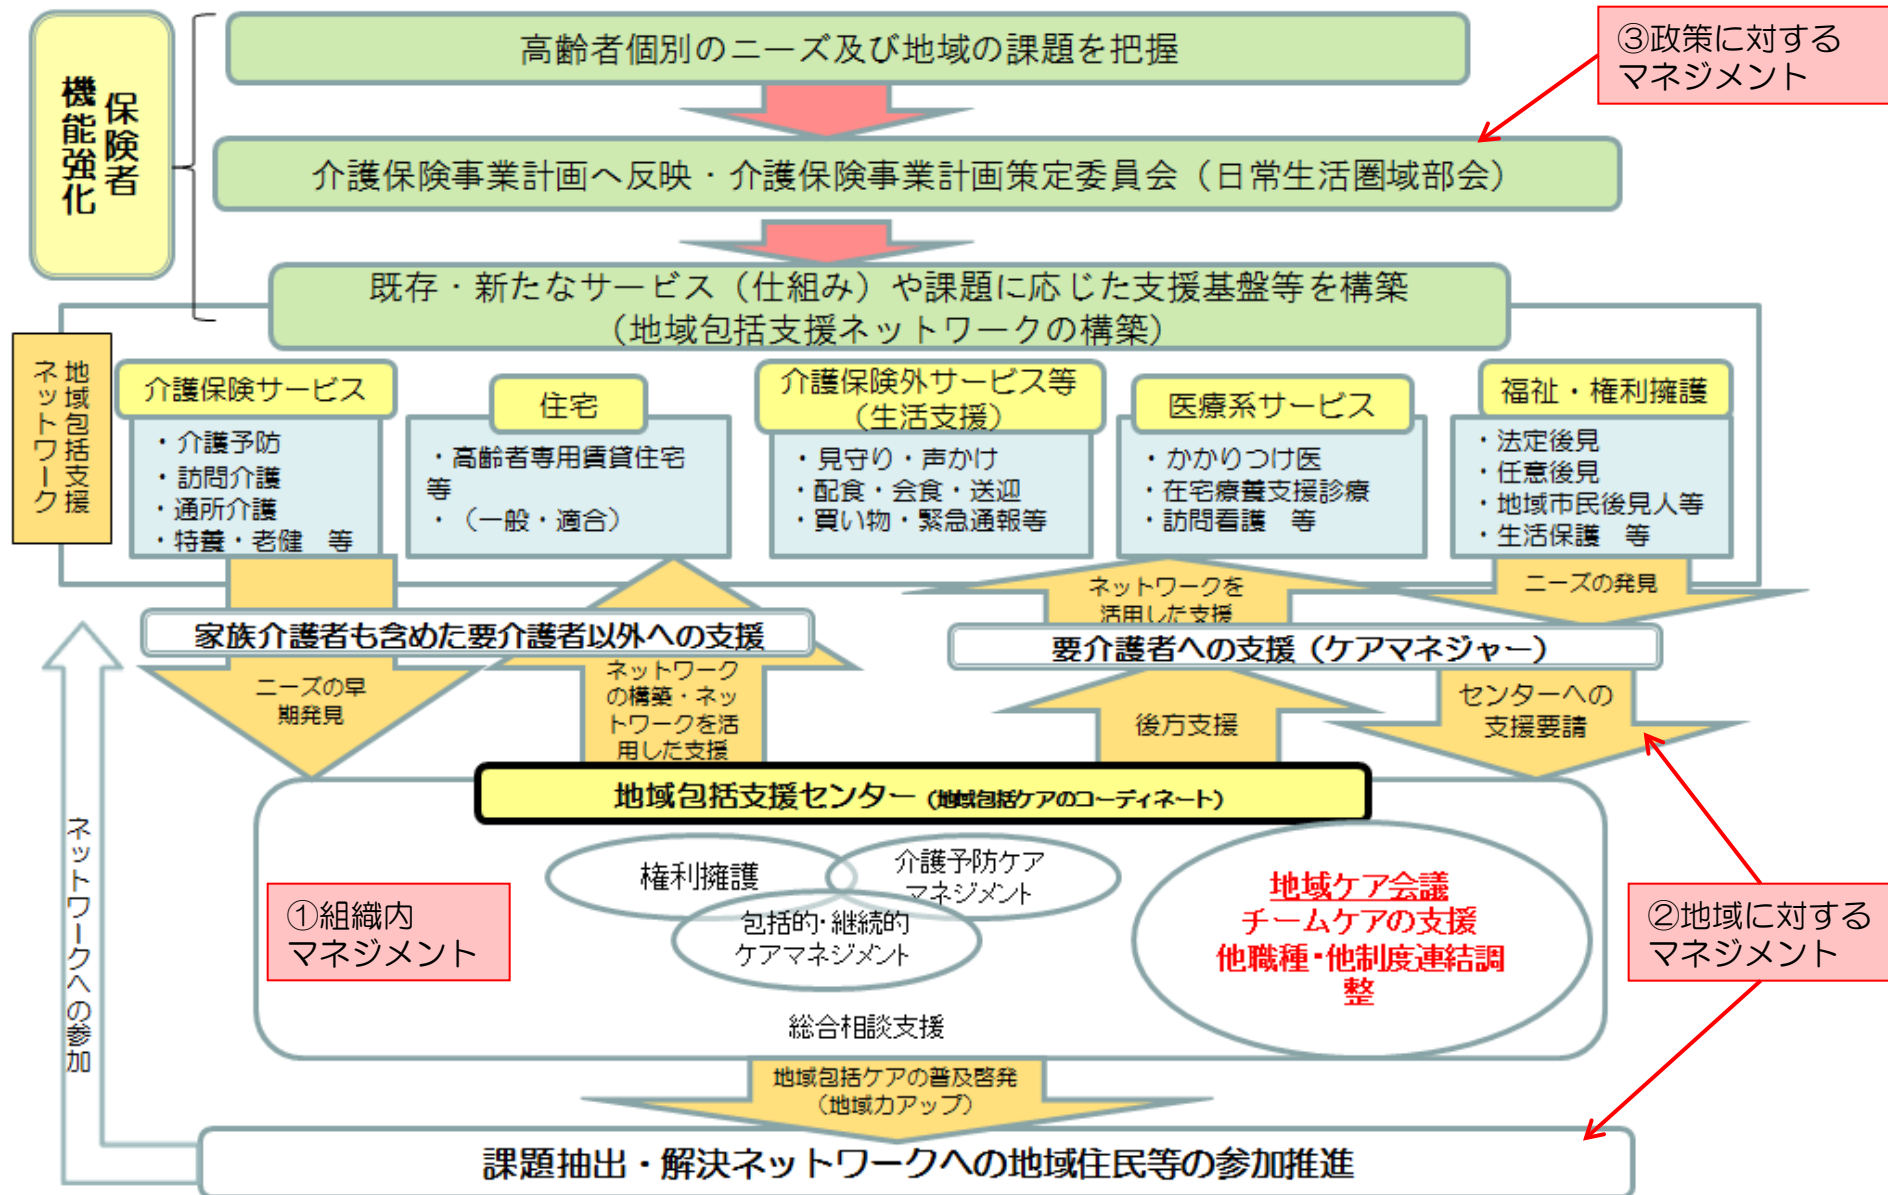 保険者
機能強化
高齢者個別のニーズ及び地域の課題を把握
③政策に対する
マネジメント
介護保険事業計画へ反映・介護保険事業計画策定委員会（日常生活圏域部会）
既存・新たなサービス（仕組み）や課題に応じた支援基盤等を構築
（地域包括支援ネットワークの構築）
地域包括支援
ネットワーク
介護保険サービス
・介護予防
・訪問介護
・通所介護
・特養・老健　等
住宅
・高齢者専用賃貸住宅
等
・（一般・適合）
介護保険外サービス等
（生活支援）
・見守り・声かけ
・配食・会食・送迎
・買い物・緊急通報等
医療系サービス
・かかりつけ医
・在宅療養支援診療
・訪問看護　等
福祉・権利擁護
・法定後見
・任意後見
・地域市民後見人等
・生活保護　等
ネットワークを
活用した支援
ニーズの発見
家族介護者も含めた要介護者以外への支援
要介護者への支援（ケアマネジャー）
ニーズの早
期発見
ネットワーク
の構築・ネッ
トワークを活
用した支援
後方支援
センターへの
支援要請
地域包括支援センター（地域包括ケアのコーディネート）
ネットワークへの参加
①組織内
マネジメント
権利擁護
介護予防ケア
マネジメント
包括的・継続的
ケアマネジメント
総合相談支援
地域ケア会議
チームケアの支援
他職種・他制度連結調
整
②地域に対する
マネジメント
地域包括ケアの普及啓発
（地域力アップ）
課題抽出・解決ネットワークへの地域住民等の参加推進